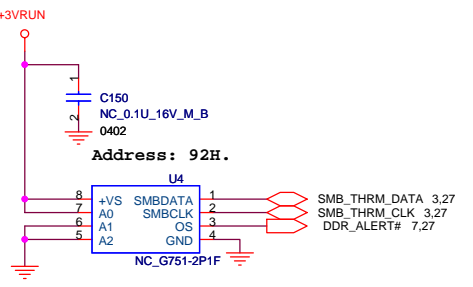 +3VRUN
1
C150
NC_0.1U_16V_M_B
2
0402
Address: 92H.
U4
8 +VS SMBDATA 1 SMB_THRM_DATA 3,27
7 A0 SMBCLK 2 SMB_THRM_CLK 3,27
6 A1 OS 3 DDR_ALERT# 7,27
5 A2 GND 4
NC_G751-2P1F